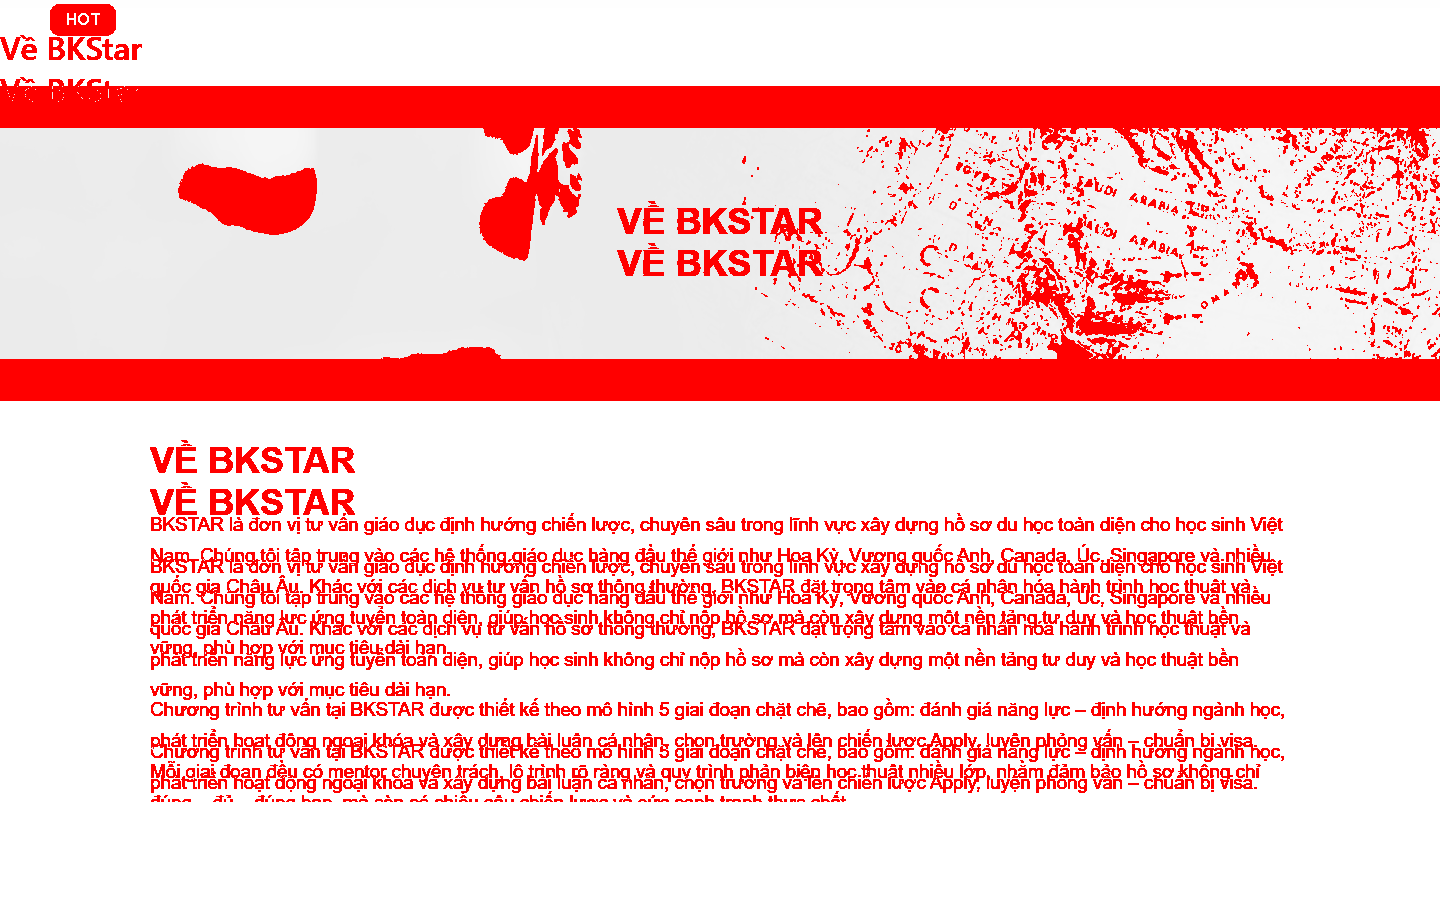 HOT
Về BKStar
Về BKStar
VỀ BKSTAR
VỀ BKSTAR
EGYPT
SAUDI ARABIA
SAUDI ARABIA
OMAN
VỀ BKSTAR
VỀ BKSTAR
BKSTAR là đơn vị tư vấn giáo dục định hướng chiến lược, chuyên sâu trong lĩnh vực xây dựng hồ sơ du học toàn diện cho học sinh Việt
Nam. Chúng tôi tập trung vào các hệ thống giáo dục hàng đầu thế giới như Hoa Kỳ, Vương quốc Anh, Canada, Úc, Singapore và nhiều
BKSTAR là đơn vị tư vấn giáo dục định hướng chiến lược, chuyên sâu trong lĩnh vực xây dựng hồ sơ du học toàn diện cho học sinh Việt
quốc gia Châu Âu. Khác với các dịch vụ tư vấn hồ sơ thông thường, BKSTAR đặt trọng tâm vào cá nhân hóa hành trình học thuật và
Nam. Chúng tôi tập trung vào các hệ thống giáo dục hàng đầu thế giới như Hoa Kỳ, Vương quốc Anh, Canada, Úc, Singapore và nhiều
phát triển năng lực ứng tuyển toàn diện, giúp học sinh không chỉ nộp hồ sơ mà còn xây dựng một nền tảng tư duy và học thuật bền
quốc gia Châu Âu. Khác với các dịch vụ tư vấn hồ sơ thông thường, BKSTAR đặt trọng tâm vào cá nhân hóa hành trình học thuật và
vững, phù hợp với mục tiêu dài hạn.
phát triển năng lực ứng tuyển toàn diện, giúp học sinh không chỉ nộp hồ sơ mà còn xây dựng một nền tảng tư duy và học thuật bền
vững, phù hợp với mục tiêu dài hạn.
Chương trình tư vấn tại BKSTAR được thiết kế theo mô hình 5 giai đoạn chặt chẽ, bao gồm: đánh giá năng lực – định hướng ngành học,
phát triển hoạt động ngoại khóa và xây dựng bài luận cá nhân, chọn trường và lên chiến lược Apply, luyện phỏng vấn – chuẩn bị visa.
Chương trình tư vấn tại BKSTAR được thiết kế theo mô hình 5 giai đoạn chặt chẽ, bao gồm: đánh giá năng lực – định hướng ngành học,
Mỗi giai đoạn đều có mentor chuyên trách, lộ trình rõ ràng và quy trình phản biện học thuật nhiều lớp, nhằm đảm bảo hồ sơ không chỉ
phát triển hoạt động ngoại khóa và xây dựng bài luận cá nhân, chọn trường và lên chiến lược Apply, luyện phỏng vấn – chuẩn bị visa.
đúng – đủ – đúng hạn, mà còn có chiều sâu chiến lược và sức cạnh tranh thực chất.